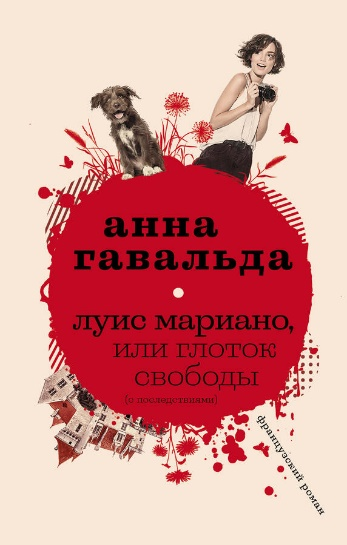 анна
гавальда
луис мариано,
или глоток
свободы
(с последствиями)
французский роман